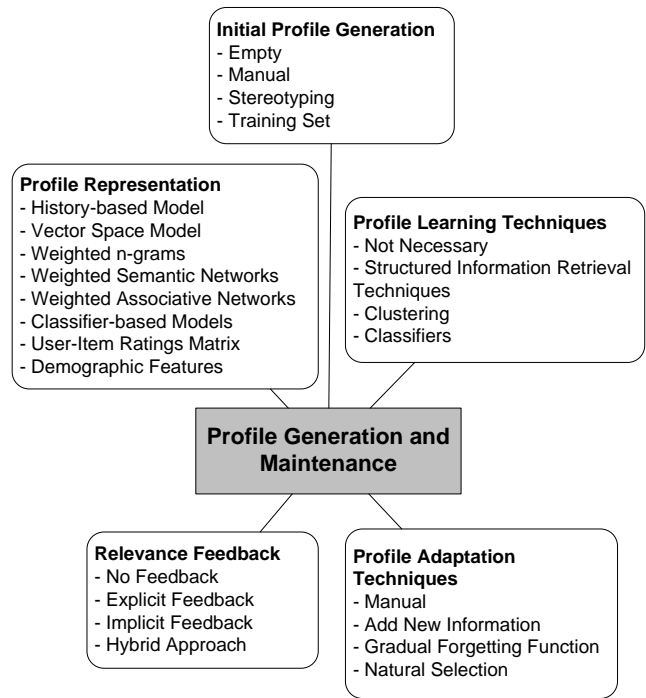 Initial Profile Generation
- Empty
- Manual
- Stereotyping
- Training Set
Profile Representation
- History-based Model
- Vector Space Model
- Weighted n-grams
- Weighted Semantic Networks
- Weighted Associative Networks
- Classifier-based Models
- User-Item Ratings Matrix
- Demographic Features
Profile Learning Techniques
- Not Necessary
- Structured Information Retrieval
Techniques
- Clustering
- Classifiers
Profile Generation and
Maintenance
Relevance Feedback
- No Feedback
- Explicit Feedback
- Implicit Feedback
- Hybrid Approach
Profile Adaptation
Techniques
- Manual
- Add New Information
- Gradual Forgetting Function
- Natural Selection